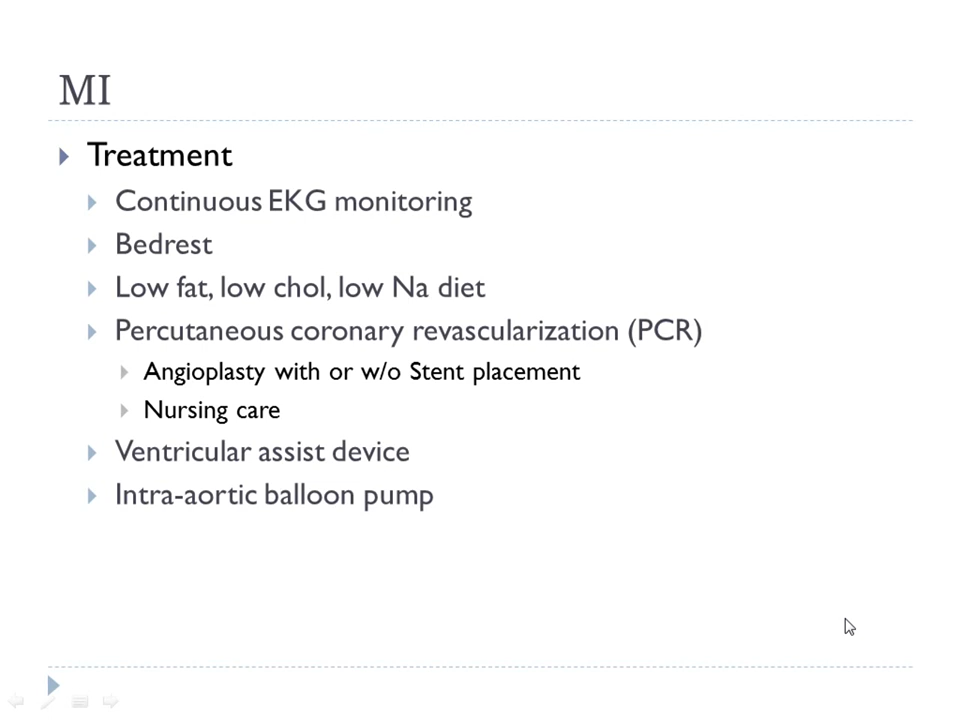 MI
Treatment
Continuous EKG monitoring
Bedrest
Low fat, low chol, low Na diet
Percutaneous coronary revascularization (PCR)
Angioplasty with or w/o Stent placement
Nursing care
Ventricular assist device
Intra-aortic balloon pump